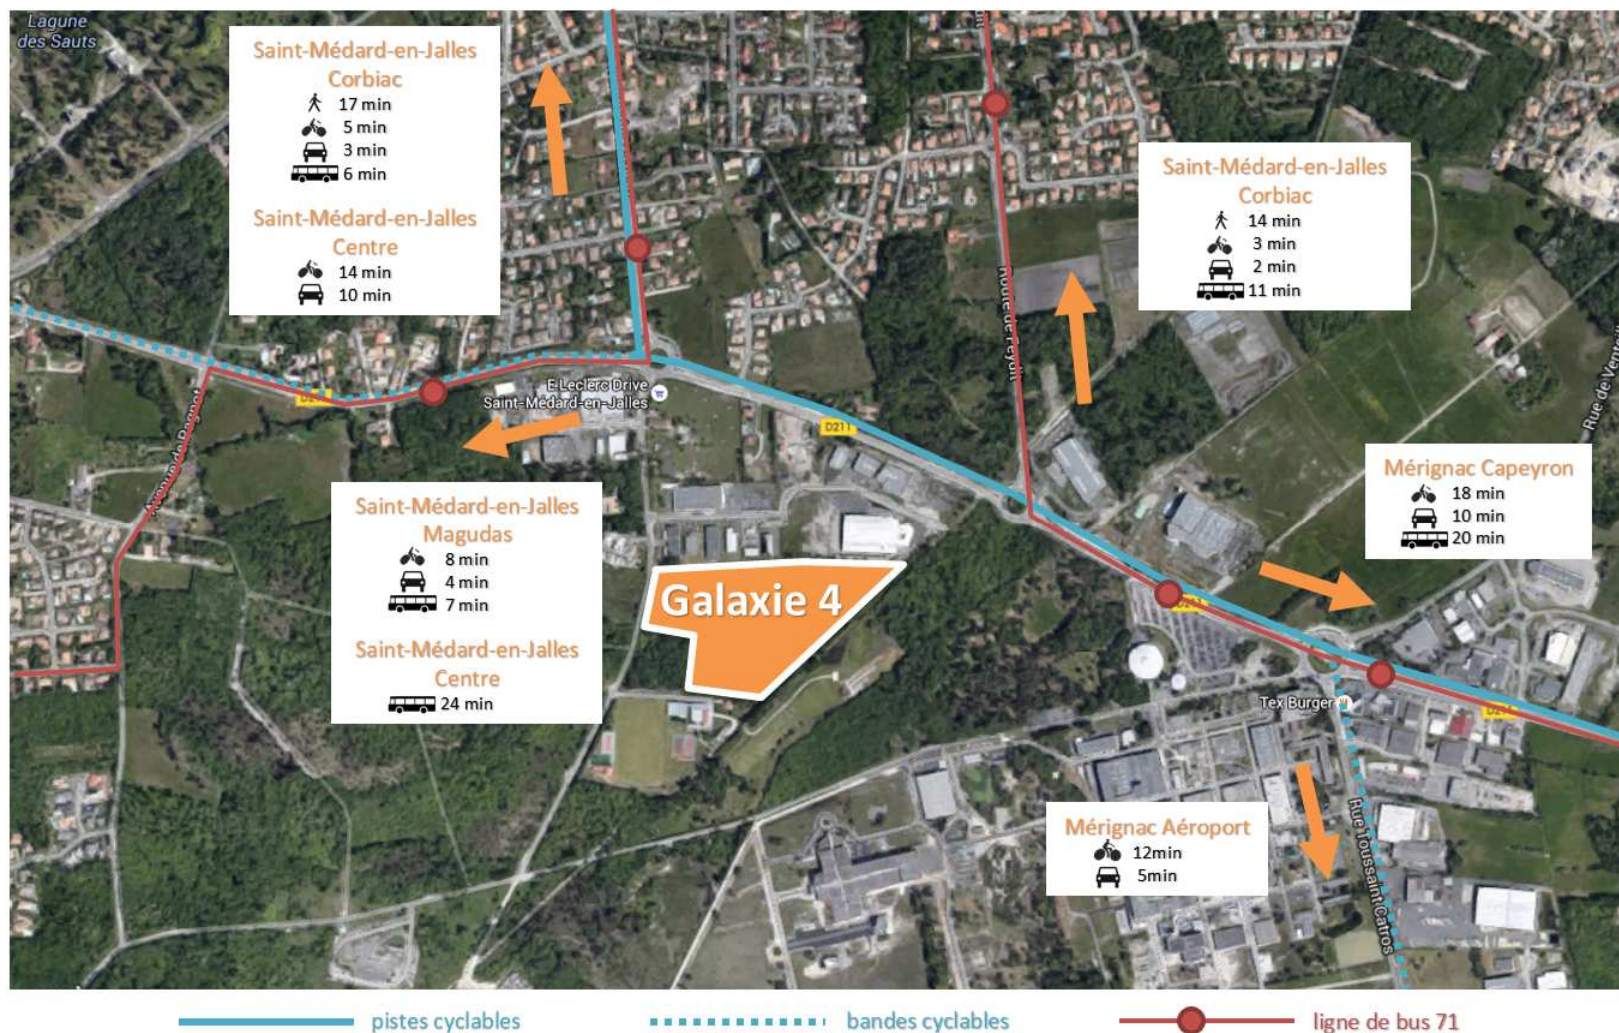 Lagune
des Sauts
Saint-Médard-en-Jalles
Corbiac
17 min
5 min
3 min
6 min
Saint-Médard-en-Jalles
Centre
14 min
10 min
Saint-Médard-en-Jalles
Corbiac
14 min
3 min
2 min
11 min
Route de Feydit
Rue de
E.Leclerc Drive
Saint-Médard-en-Jalles
D211
Mérignac Capeyron
18 min
10 min
20 min
Saint-Médard-en-Jalles
Magudas
8 min
4 min
7 min
Saint-Médard-en-Jalles
Centre
24 min
Galaxie 4
Tex Burger
Mérignac Aéroport
12min
5min
Rue Toussaint Catros
pistes cyclables
bandes cyclables
ligne de bus 71